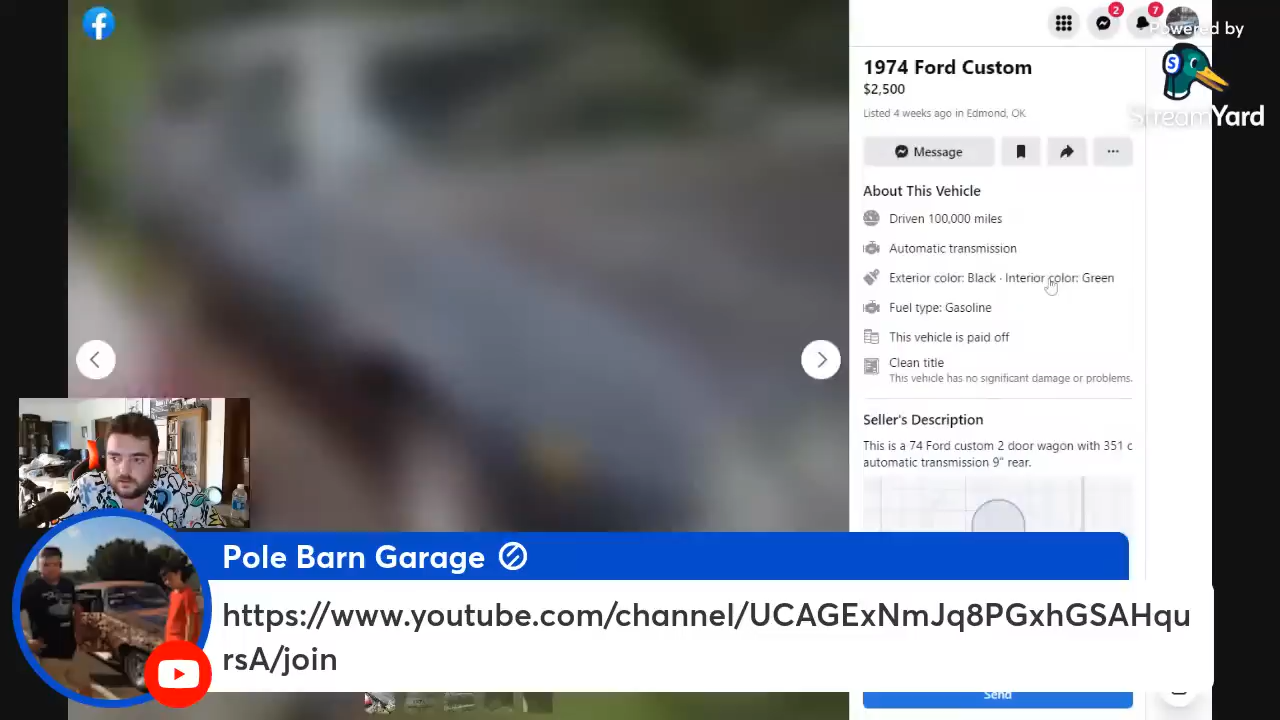 2
7
Powered by
StreamYard
1974 Ford Custom
$2,500
Listed 4 weeks ago in Edmond, OK
Message
About This Vehicle
Driven 100,000 miles
Automatic transmission
Exterior color: Black · Interior color: Green
Fuel type: Gasoline
This vehicle is paid off
Clean title
This vehicle has no significant damage or problems.
Seller's Description
This is a 74 Ford custom 2 door wagon with 351 c
automatic transmission 9" rear.
Pole Barn Garage
https://www.youtube.com/channel/UCAGExNmJq8PGxhGSAHqu
rsA/join
Send